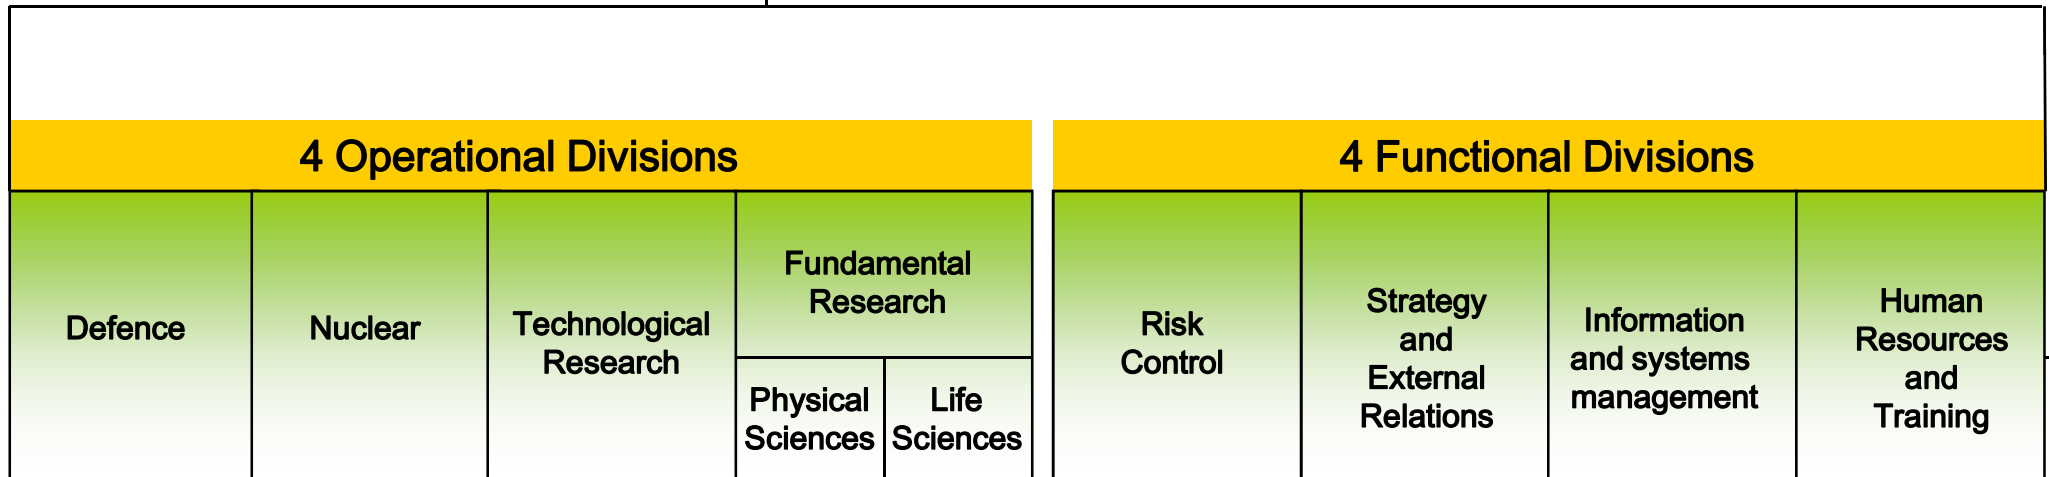 4 Operational Divisions
4 Functional Divisions
Defence
Nuclear
Technological
Research
Fundamental
Research
Physical
Sciences
Life
Sciences
Risk
Control
Strategy
and
External
Relations
Information
and systems
management
Human
Resources
and
Training